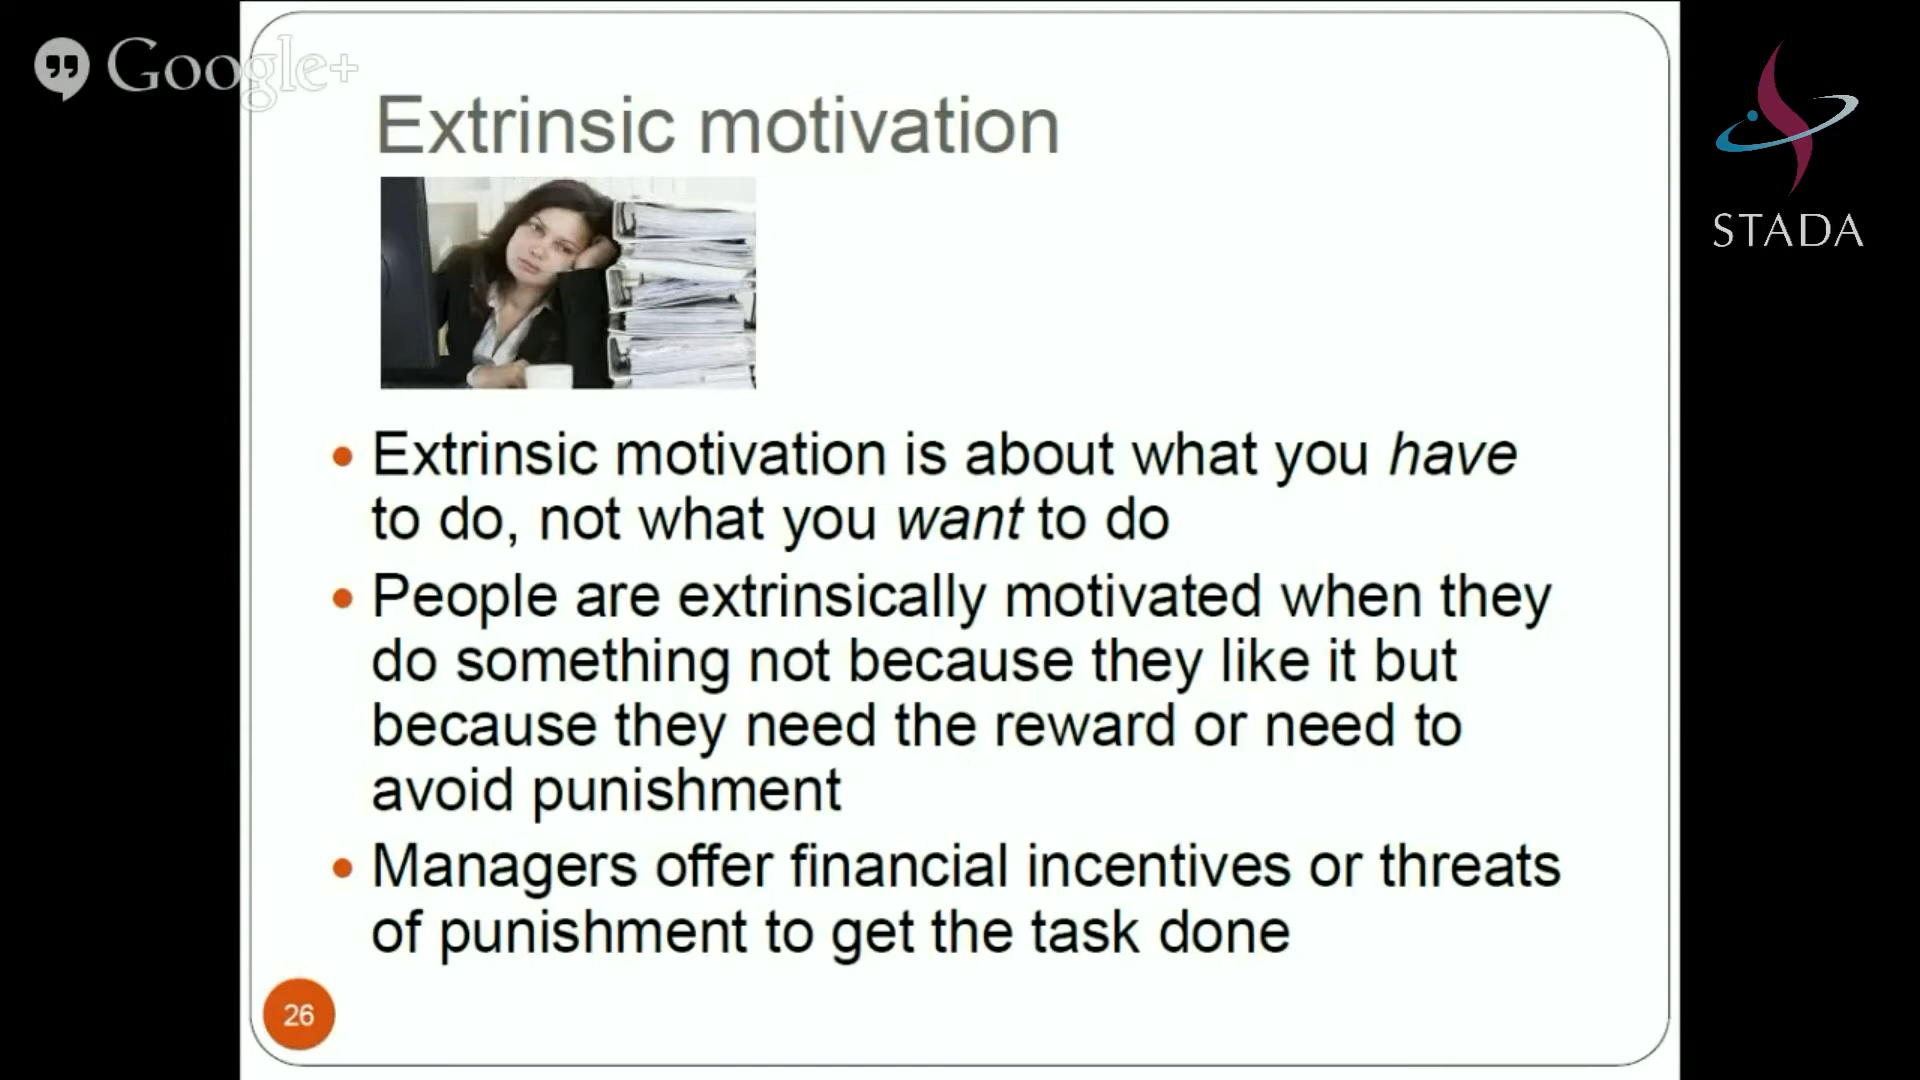 Google+
STADA
Extrinsic motivation
• Extrinsic motivation is about what you have
to do, not what you want to do
• People are extrinsically motivated when they
do something not because they like it but
because they need the reward or need to
avoid punishment
• Managers offer financial incentives or threats
of punishment to get the task done
26